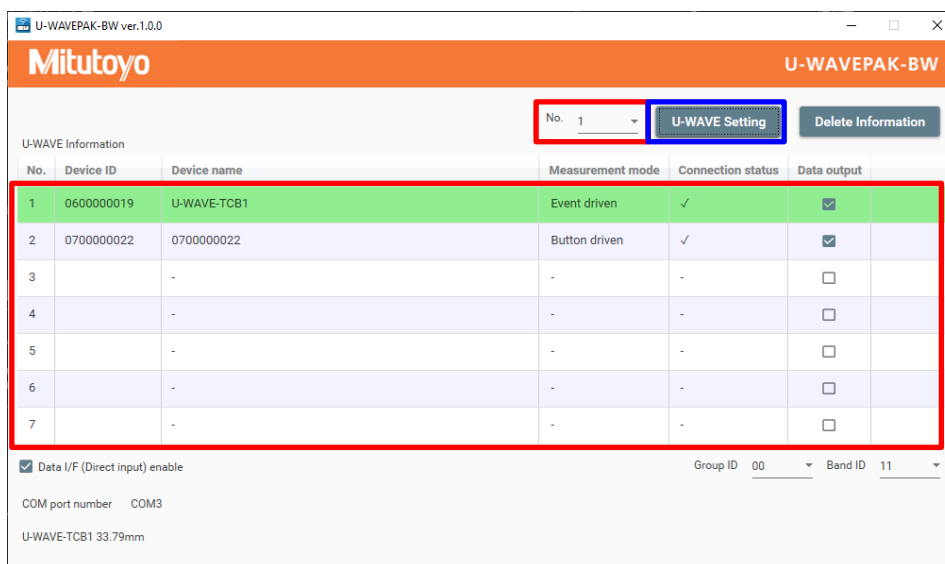 U-WAVEPAK-BW ver.1.0.0
Mitutoyo U-WAVEPAK-BW
No. 1 U-WAVE Setting Delete Information
U-WAVE Information
No. Device ID Device name Measurement mode Connection status Data output
1 0600000019 U-WAVE-TCB1 Event driven ✓
2 0700000022 0700000022 Button driven ✓
3 - - -
4 - - -
5 - - -
6 - - -
7 - - -
Data I/F (Direct input) enable Group ID 00 Band ID 11
COM port number COM3
U-WAVE-TCB1 33.79mm